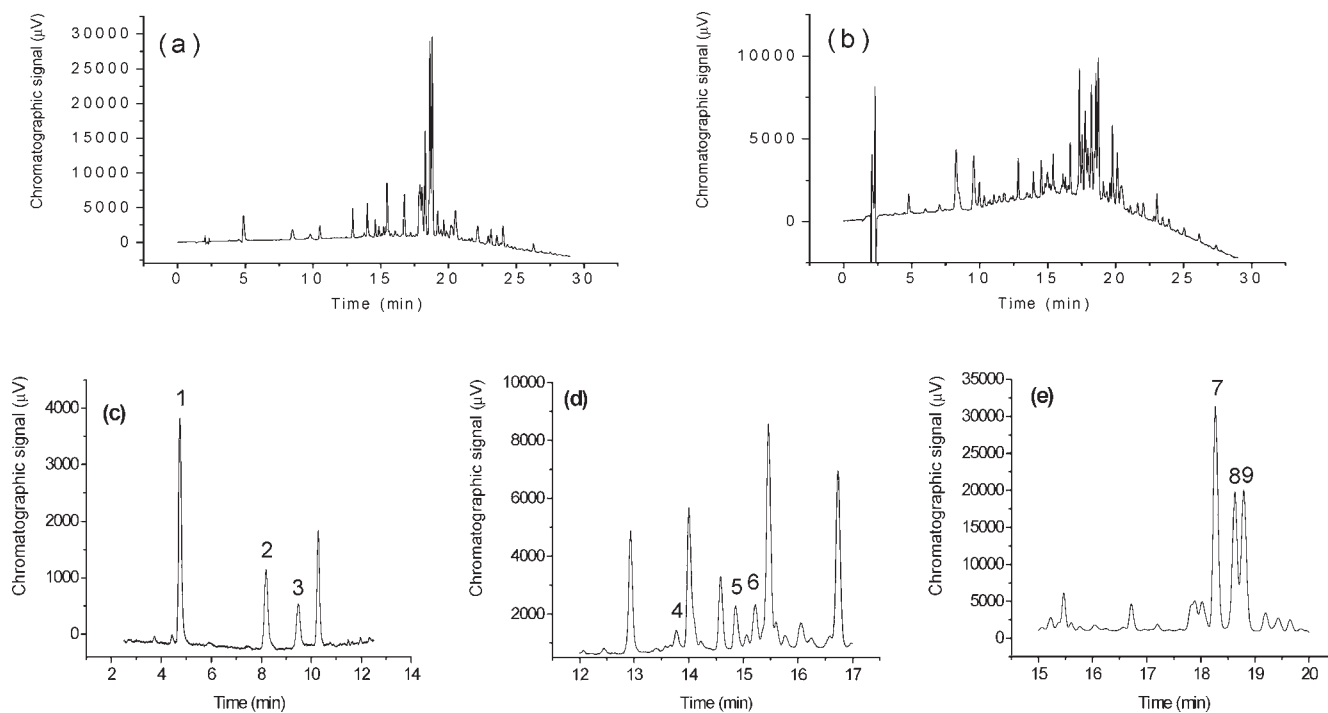 (a)
Chromatographic signal (μV)
30000
25000
20000
15000
10000
5000
0
0 5 10 15 20 25 30
Time (min)
(b)
Chromatographic signal (μV)
10000
5000
0
0 5 10 15 20 25 30
Time (min)
(c)
Chromatographic signal (μV)
4000
3000
2000
1000
0
1
2
3
2 4 6 8 10 12 14
Time (min)
(d)
Chromatographic signal (μV)
10000
8000
6000
4000
2000
4
5
6
12 13 14 15 16 17
Time (min)
(e)
Chromatographic signal (μV)
35000
30000
25000
20000
15000
10000
5000
0
7
89
15 16 17 18 19 20
Time (min)